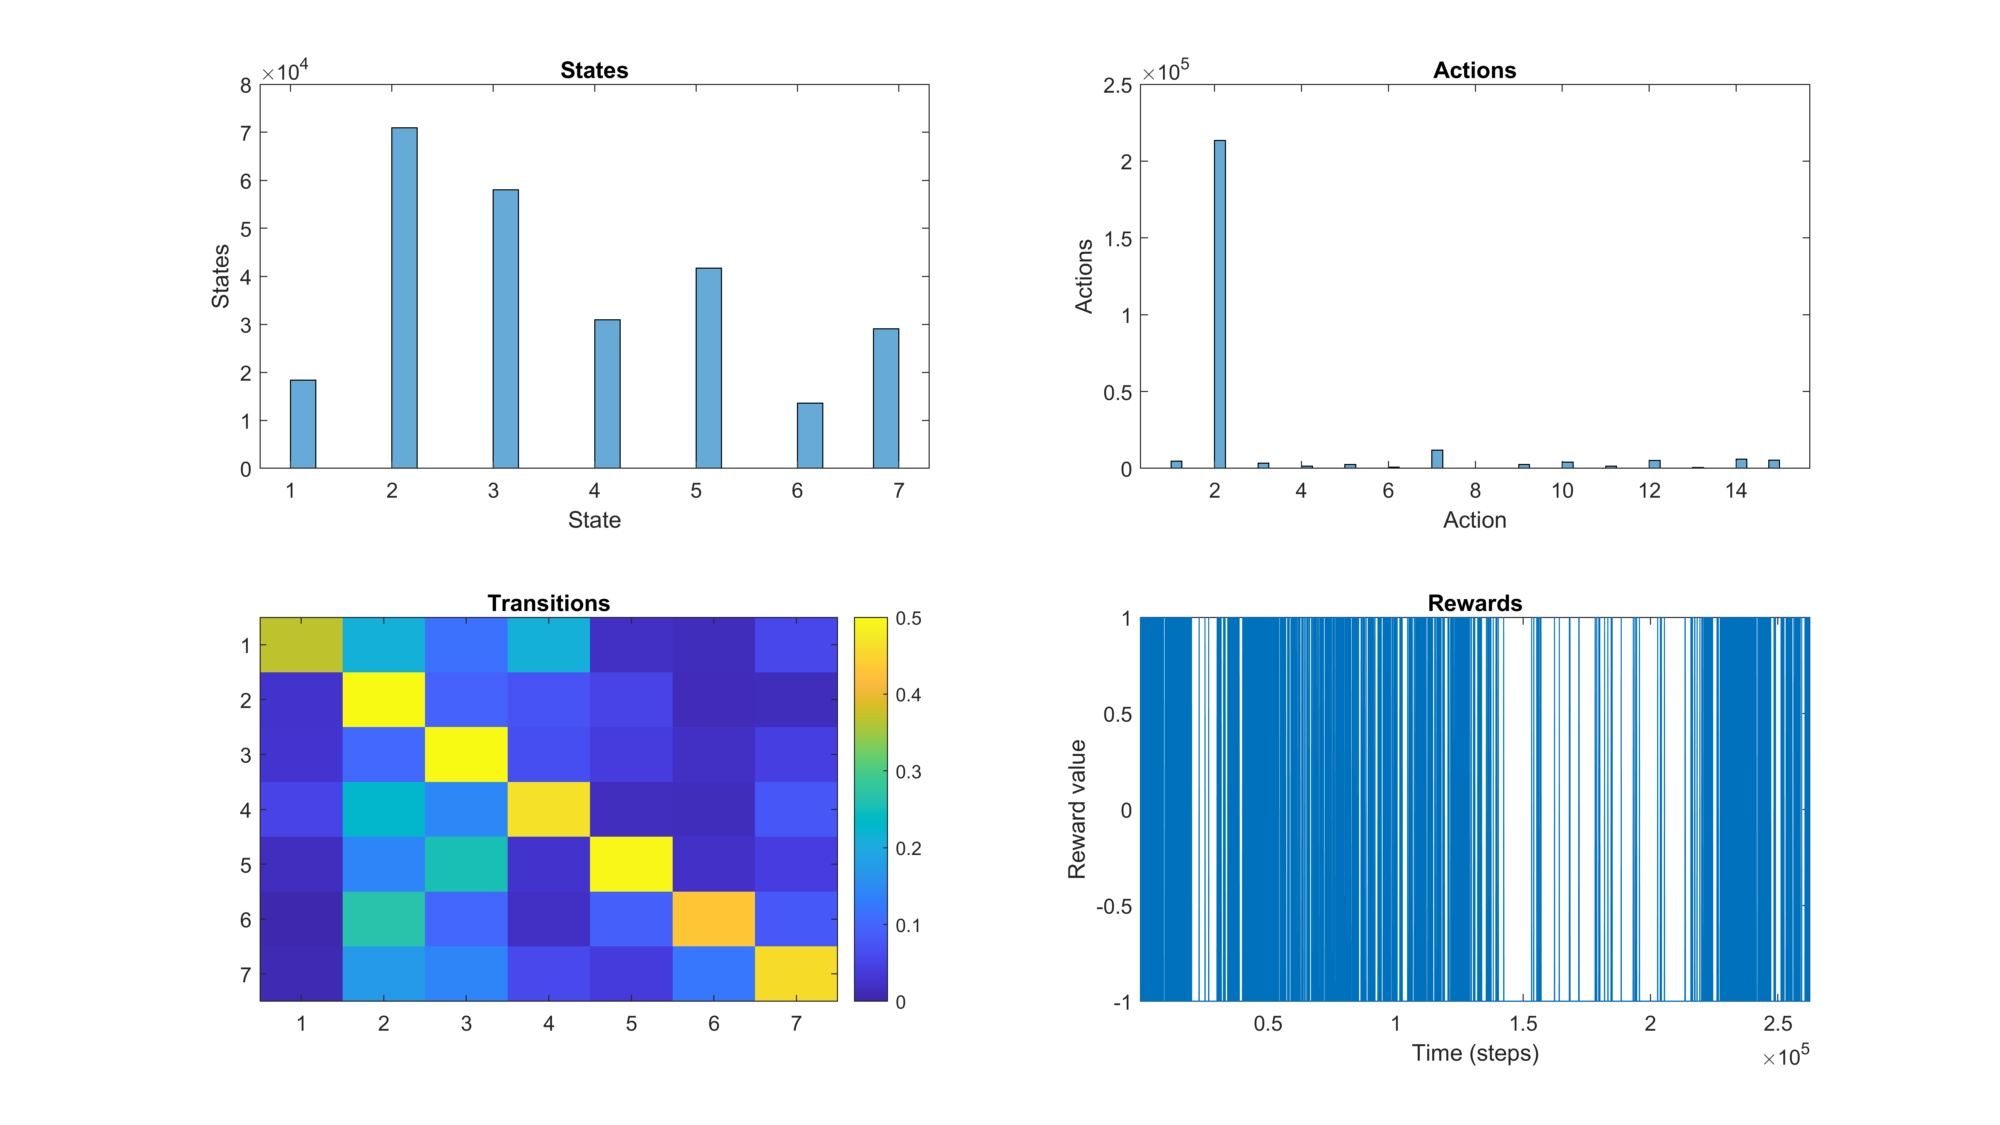 States
×10^4
8
7
6
5
4
3
2
1
0
States
1 2 3 4 5 6 7
State
Actions
×10^5
2.5
2
1.5
1
0.5
0
Actions
2 4 6 8 10 12 14
Action
Transitions
1
2
3
4
5
6
7
1 2 3 4 5 6 7
0.5
0.4
0.3
0.2
0.1
0
Rewards
1
0.5
0
-0.5
-1
Reward value
0.5 1 1.5 2 2.5
Time (steps)
×10^5